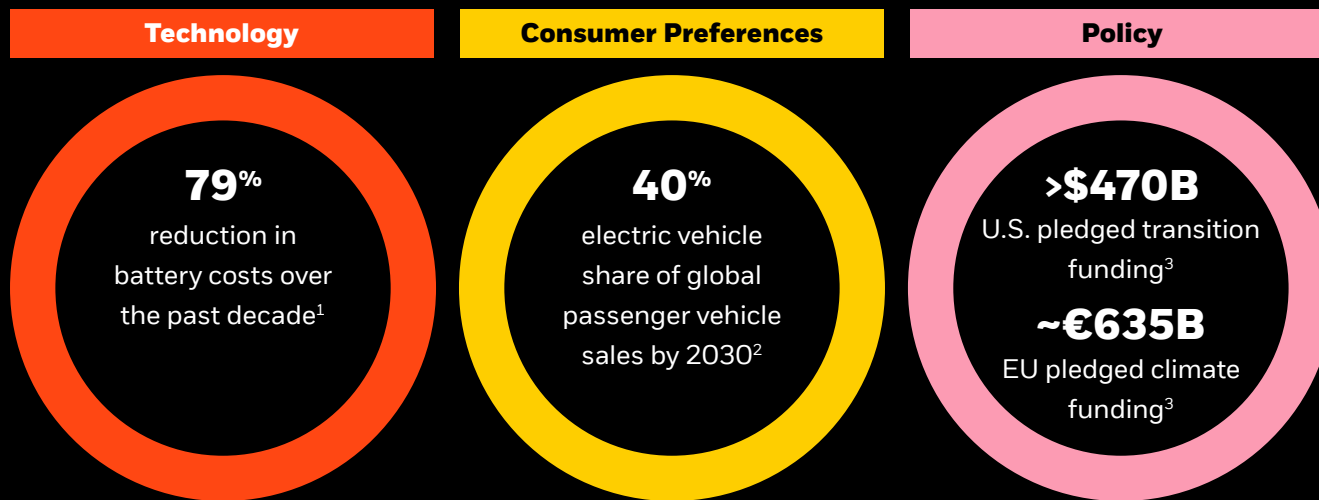 Technology
79%
reduction in
battery costs over
the past decade1
Consumer Preferences
40%
electric vehicle
share of global
passenger vehicle
sales by 20302
Policy
>$470B
U.S. pledged transition
funding3
~€635B
EU pledged climate
funding3